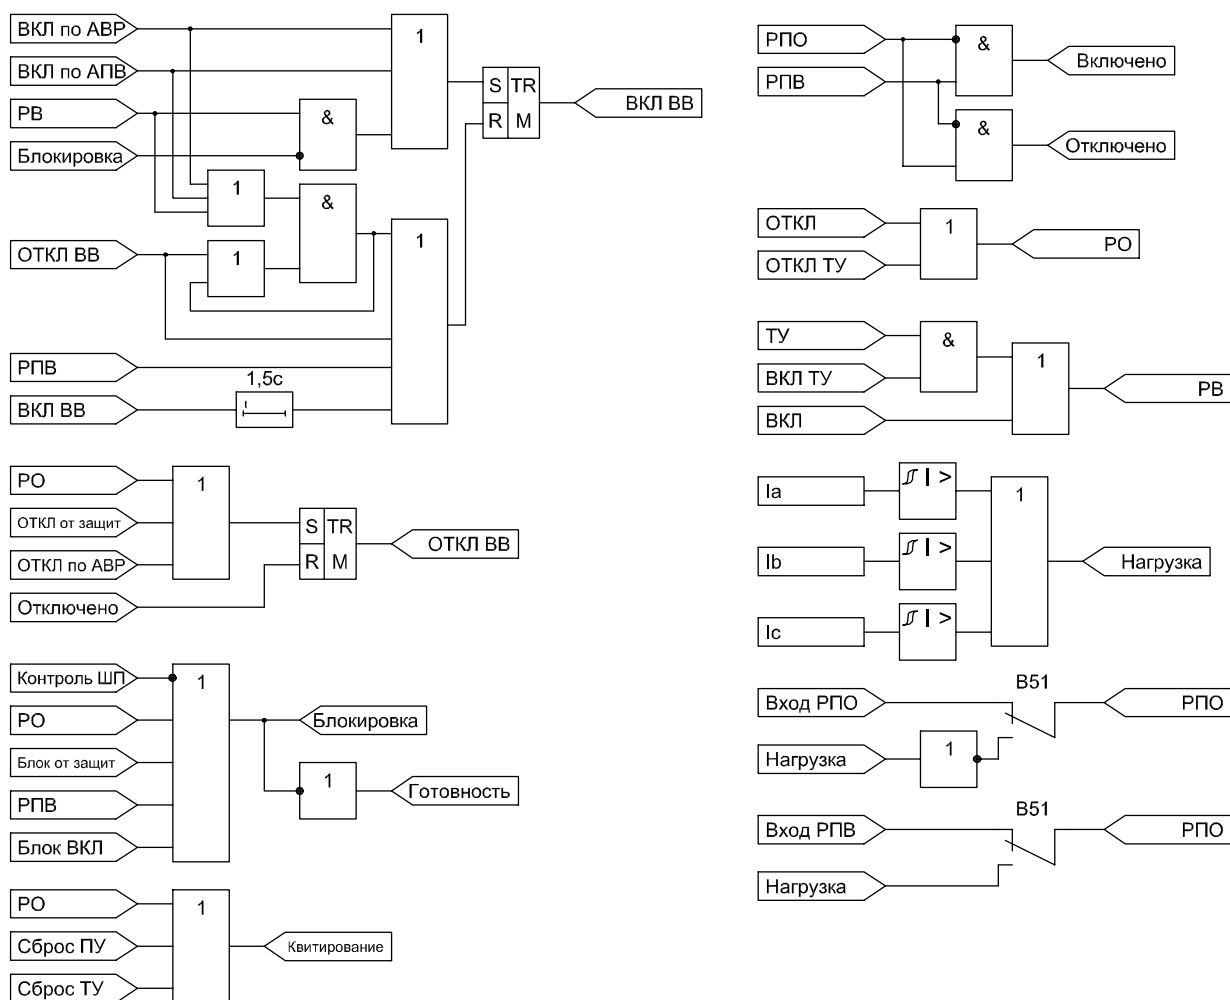 ВКЛ по АВР
ВКЛ по АПВ
РВ
Блокировка
1
&
S TR
R M
ВКЛ ВВ
1
&
ОТКЛ ВВ
1
1
РПВ
1,5с
ВКЛ ВВ
t
РО
ОТКЛ от защит
ОТКЛ по АВР
Отключено
1
S TR
R M
ОТКЛ ВВ
Контроль ШП
РО
Блок от защит
РПВ
Блок ВКЛ
1
Блокировка
1
Готовность
РО
Сброс ПУ
Сброс ТУ
1
Квитирование
РПО
РПВ
&
Включено
&
Отключено
ОТКЛ
ОТКЛ ТУ
1
РО
ТУ
ВКЛ ТУ
ВКЛ
&
1
РВ
Ia
I >
Ib
I >
Ic
I >
1
Нагрузка
Вход РПО
В51
РПО
Нагрузка
1
Вход РПВ
В51
РПО
Нагрузка